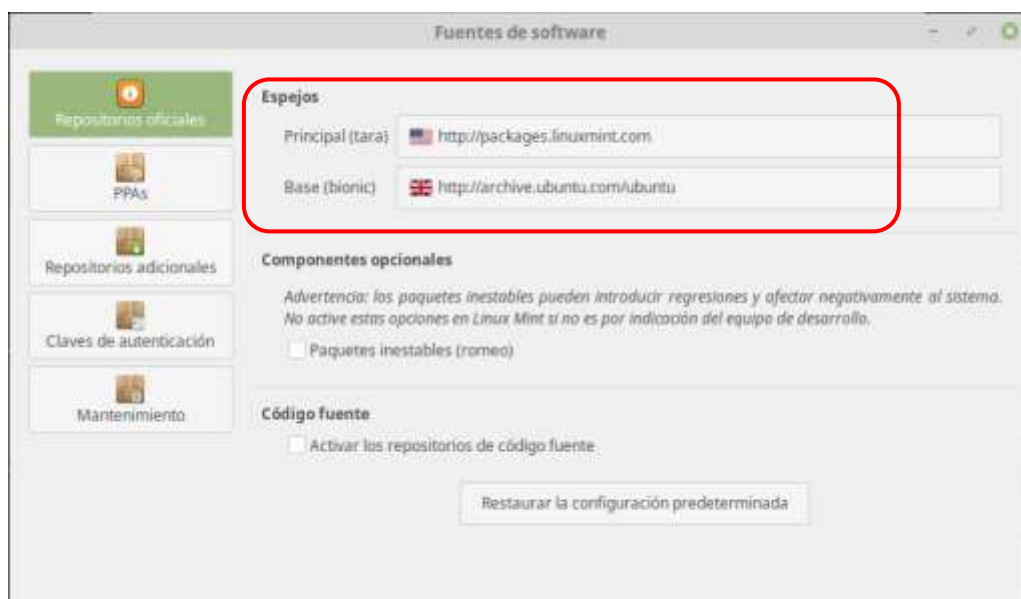 Fuentes de software
Repositorios oficiales
PPAs
Repositorios adicionales
Claves de autenticación
Mantenimiento
Espejos
Principal (tara) http://packages.linuxmint.com
Base (bionic) http://archive.ubuntu.com/ubuntu
Componentes opcionales
Advertencia: los paquetes inestables pueden introducir regresiones y afectar negativamente al sistema.
No active estas opciones en Linux Mint si no es por indicación del equipo de desarrollo.
Paquetes inestables (romeo)
Código fuente
Activar los repositorios de código fuente
Restaurar la configuración predeterminada